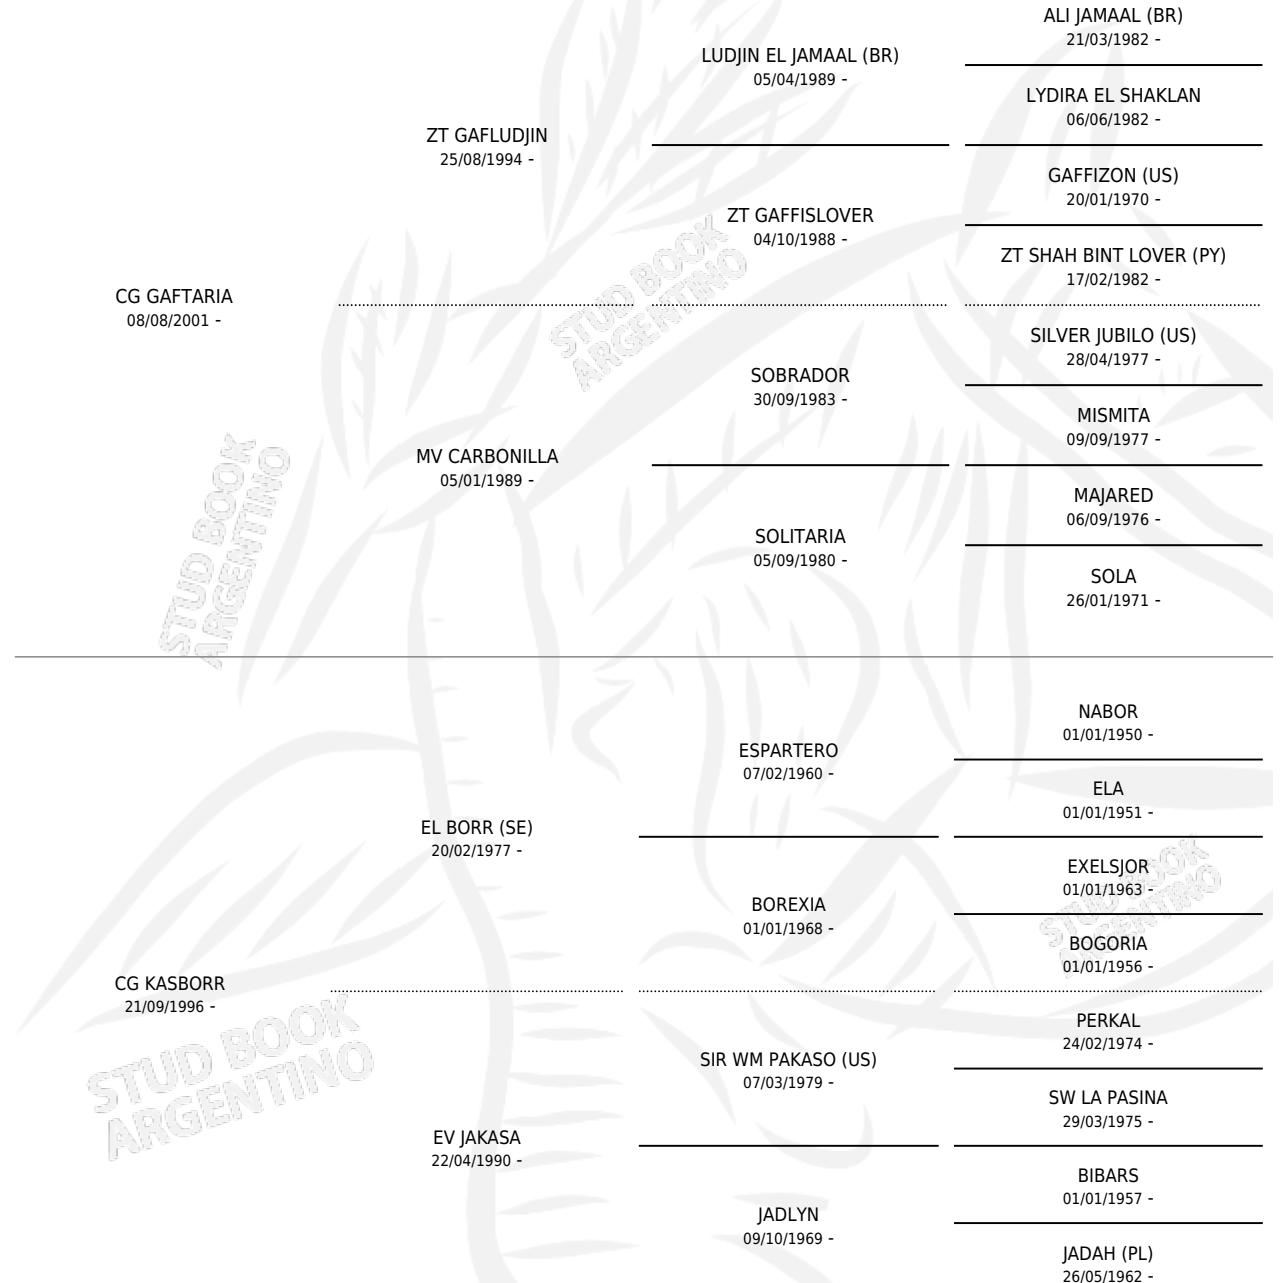 ALI JAMAAL (BR)
21/03/1982 -
LUDJIN EL JAMAAL (BR)
05/04/1989 -
LYDIRA EL SHAKLAN
06/06/1982 -
ZT GAFLUDJIN
25/08/1994 -
GAFFIZON (US)
20/01/1970 -
ZT GAFFISLOVER
04/10/1988 -
ZT SHAH BINT LOVER (PY)
17/02/1982 -
CG GAFTARIA
08/08/2001 -
SILVER JUBILO (US)
28/04/1977 -
SOBRADOR
30/09/1983 -
MISMITA
09/09/1977 -
MV CARBONILLA
05/01/1989 -
MAJARED
06/09/1976 -
SOLITARIA
05/09/1980 -
SOLA
26/01/1971 -
NABOR
01/01/1950 -
ESPARTERO
07/02/1960 -
ELA
01/01/1951 -
EL BORR (SE)
20/02/1977 -
EXELSJOR
01/01/1963 -
BOREXIA
01/01/1968 -
BOGORIA
01/01/1956 -
CG KASBORR
21/09/1996 -
PERKAL
24/02/1974 -
SIR WM PAKASO (US)
07/03/1979 -
SW LA PASINA
29/03/1975 -
EV JAKASA
22/04/1990 -
BIBARS
01/01/1957 -
JADLYN
09/10/1969 -
JADAH (PL)
26/05/1962 -
STUD BOOK
ARGENTINO
STUD BOOK
ARGENTINO
STUD BOOK
ARGENTINO
STUD BOOK
ARGENTINO